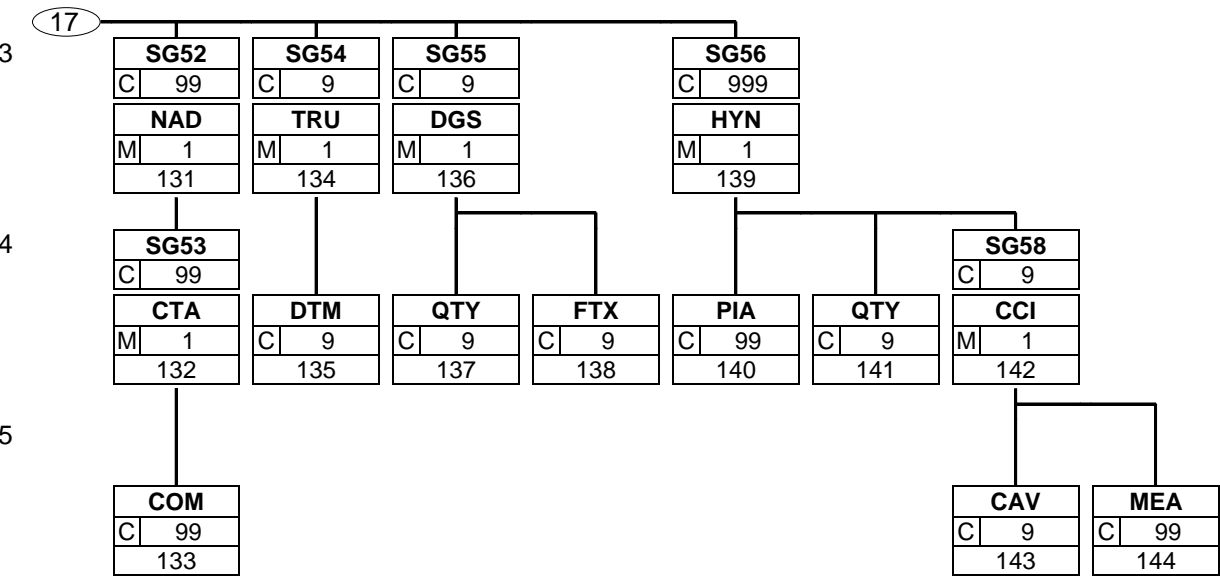 17
3
SG52 SG54 SG55 SG56
C 99 C 9 C 9 C 999
NAD TRU DGS HYN
M 1 M 1 M 1 M 1
131 134 136 139
4
SG53 SG58
C 99 C 9
CTA DTM QTY FTX PIA QTY CCI
M 1 C 9 C 9 C 9 C 99 C 9 M 1
132 135 137 138 140 141 142
5
COM CAV MEA
C 99 C 9 C 99
133 143 144